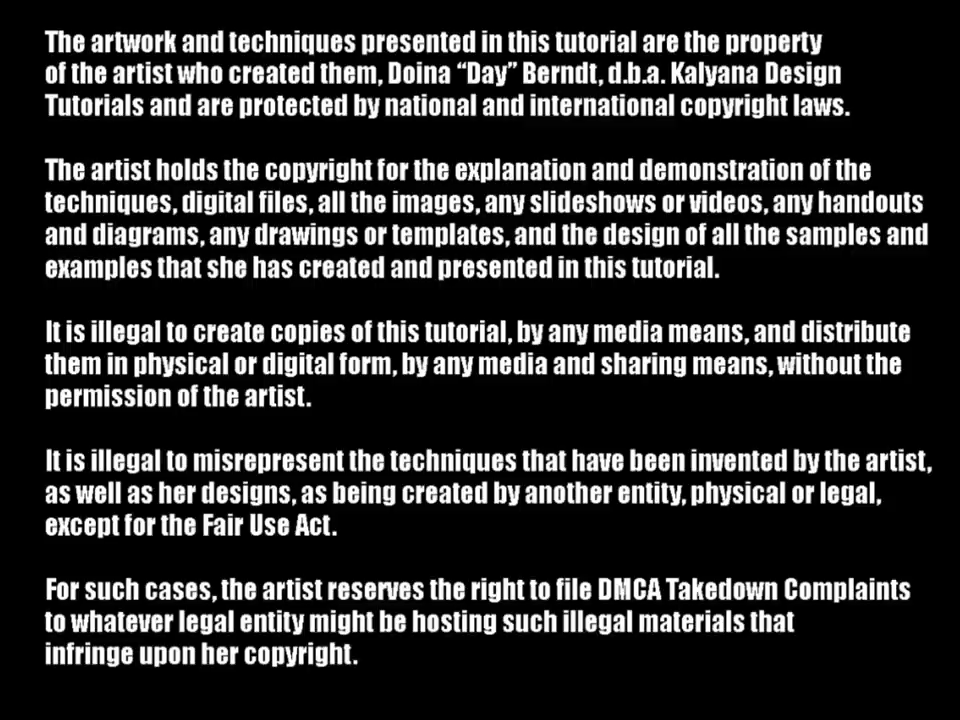 The artwork and techniques presented in this tutorial are the property
of the artist who created them, Doina “Day” Berndt, d.b.a. Kalyana Design
Tutorials and are protected by national and international copyright laws.
The artist holds the copyright for the explanation and demonstration of the
techniques, digital files, all the images, any slideshows or videos, any handouts
and diagrams, any drawings or templates, and the design of all the samples and
examples that she has created and presented in this tutorial.
It is illegal to create copies of this tutorial, by any media means, and distribute
them in physical or digital form, by any media and sharing means, without the
permission of the artist.
It is illegal to misrepresent the techniques that have been invented by the artist,
as well as her designs, as being created by another entity, physical or legal,
except for the Fair Use Act.
For such cases, the artist reserves the right to file DMCA Takedown Complaints
to whatever legal entity might be hosting such illegal materials that
infringe upon her copyright.